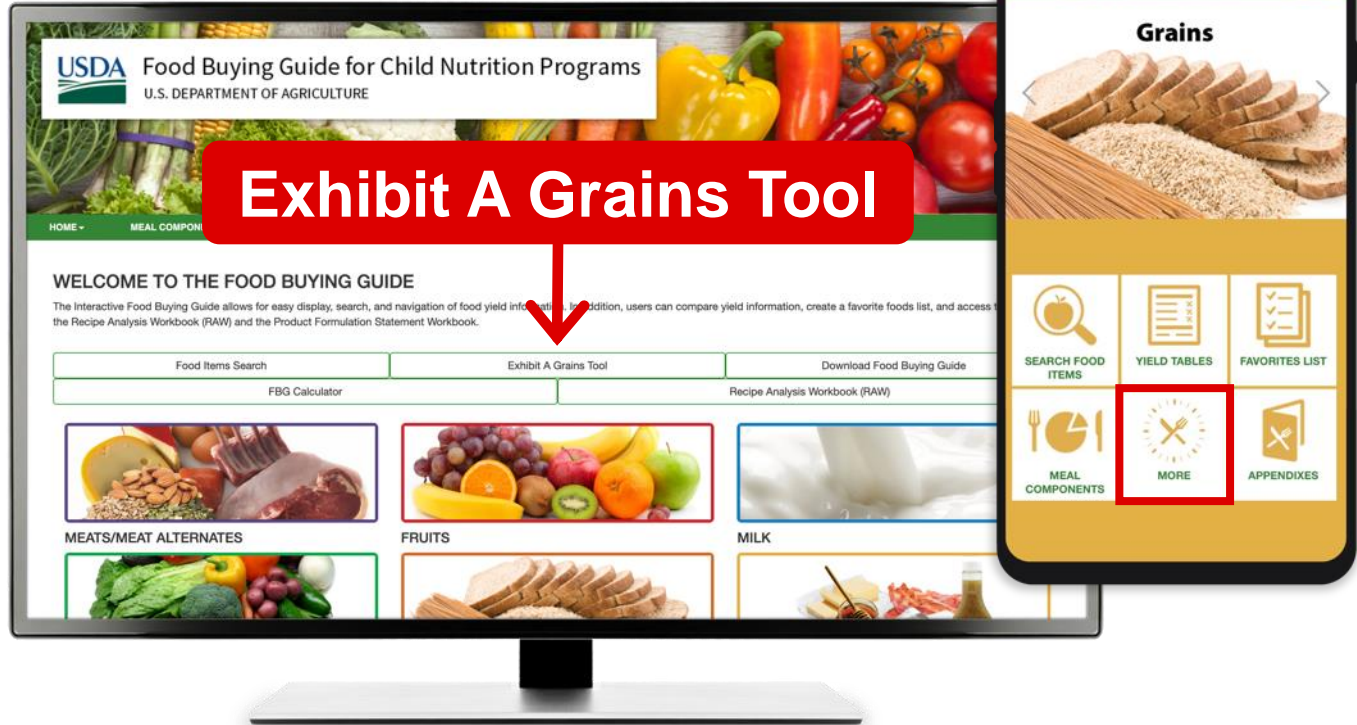 USDA Food Buying Guide for Child Nutrition Programs
U.S. DEPARTMENT OF AGRICULTURE
Exhibit A Grains Tool
HOME
MEAL
WELCOME TO THE FOOD BUYING GUIDE
The Interactive Food Buying Guide allows for easy display, search, and navigation of food yield users can compare yield information, create a favorite foods list, and access
the Recipe Analysis Workbook (RAW) and the Product Formulation Statement Workbook.
Food Items Search
Exhibit A Grains Tool
Download Food Buying Guide
FBG Calculator
Recipe Analysis Workbook (RAW)
MEATS/MEAT ALTERNATES
FRUITS
MILK
Grains
SEARCH FOOD
ITEMS
YIELD TABLES
FAVORITES LIST
MEAL
COMPONENTS
MORE
APPENDIXES